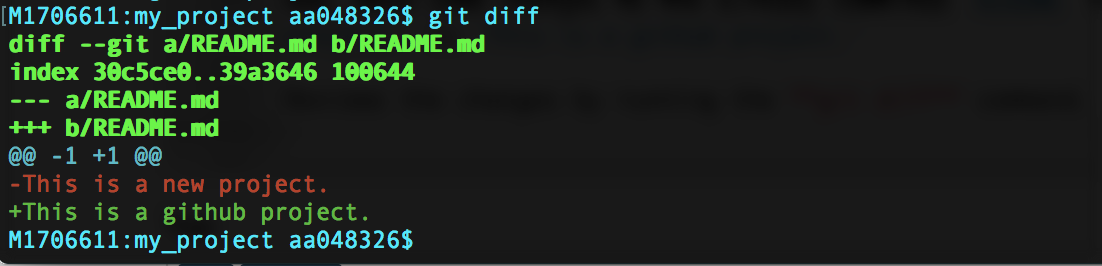 [M1706611:my_project aa048326$ git diff
diff --git a/README.md b/README.md
index 30c5ce0..39a3646 100644
--- a/README.md
+++ b/README.md
@@ -1 +1 @@
-This is a new project.
+This is a github project.
M1706611:my_project aa048326$